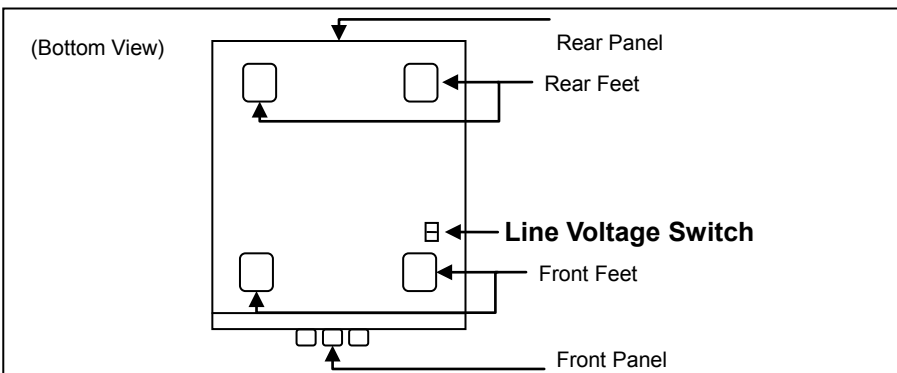 (Bottom View)
Rear Panel
Rear Feet
Line Voltage Switch
Front Feet
Front Panel